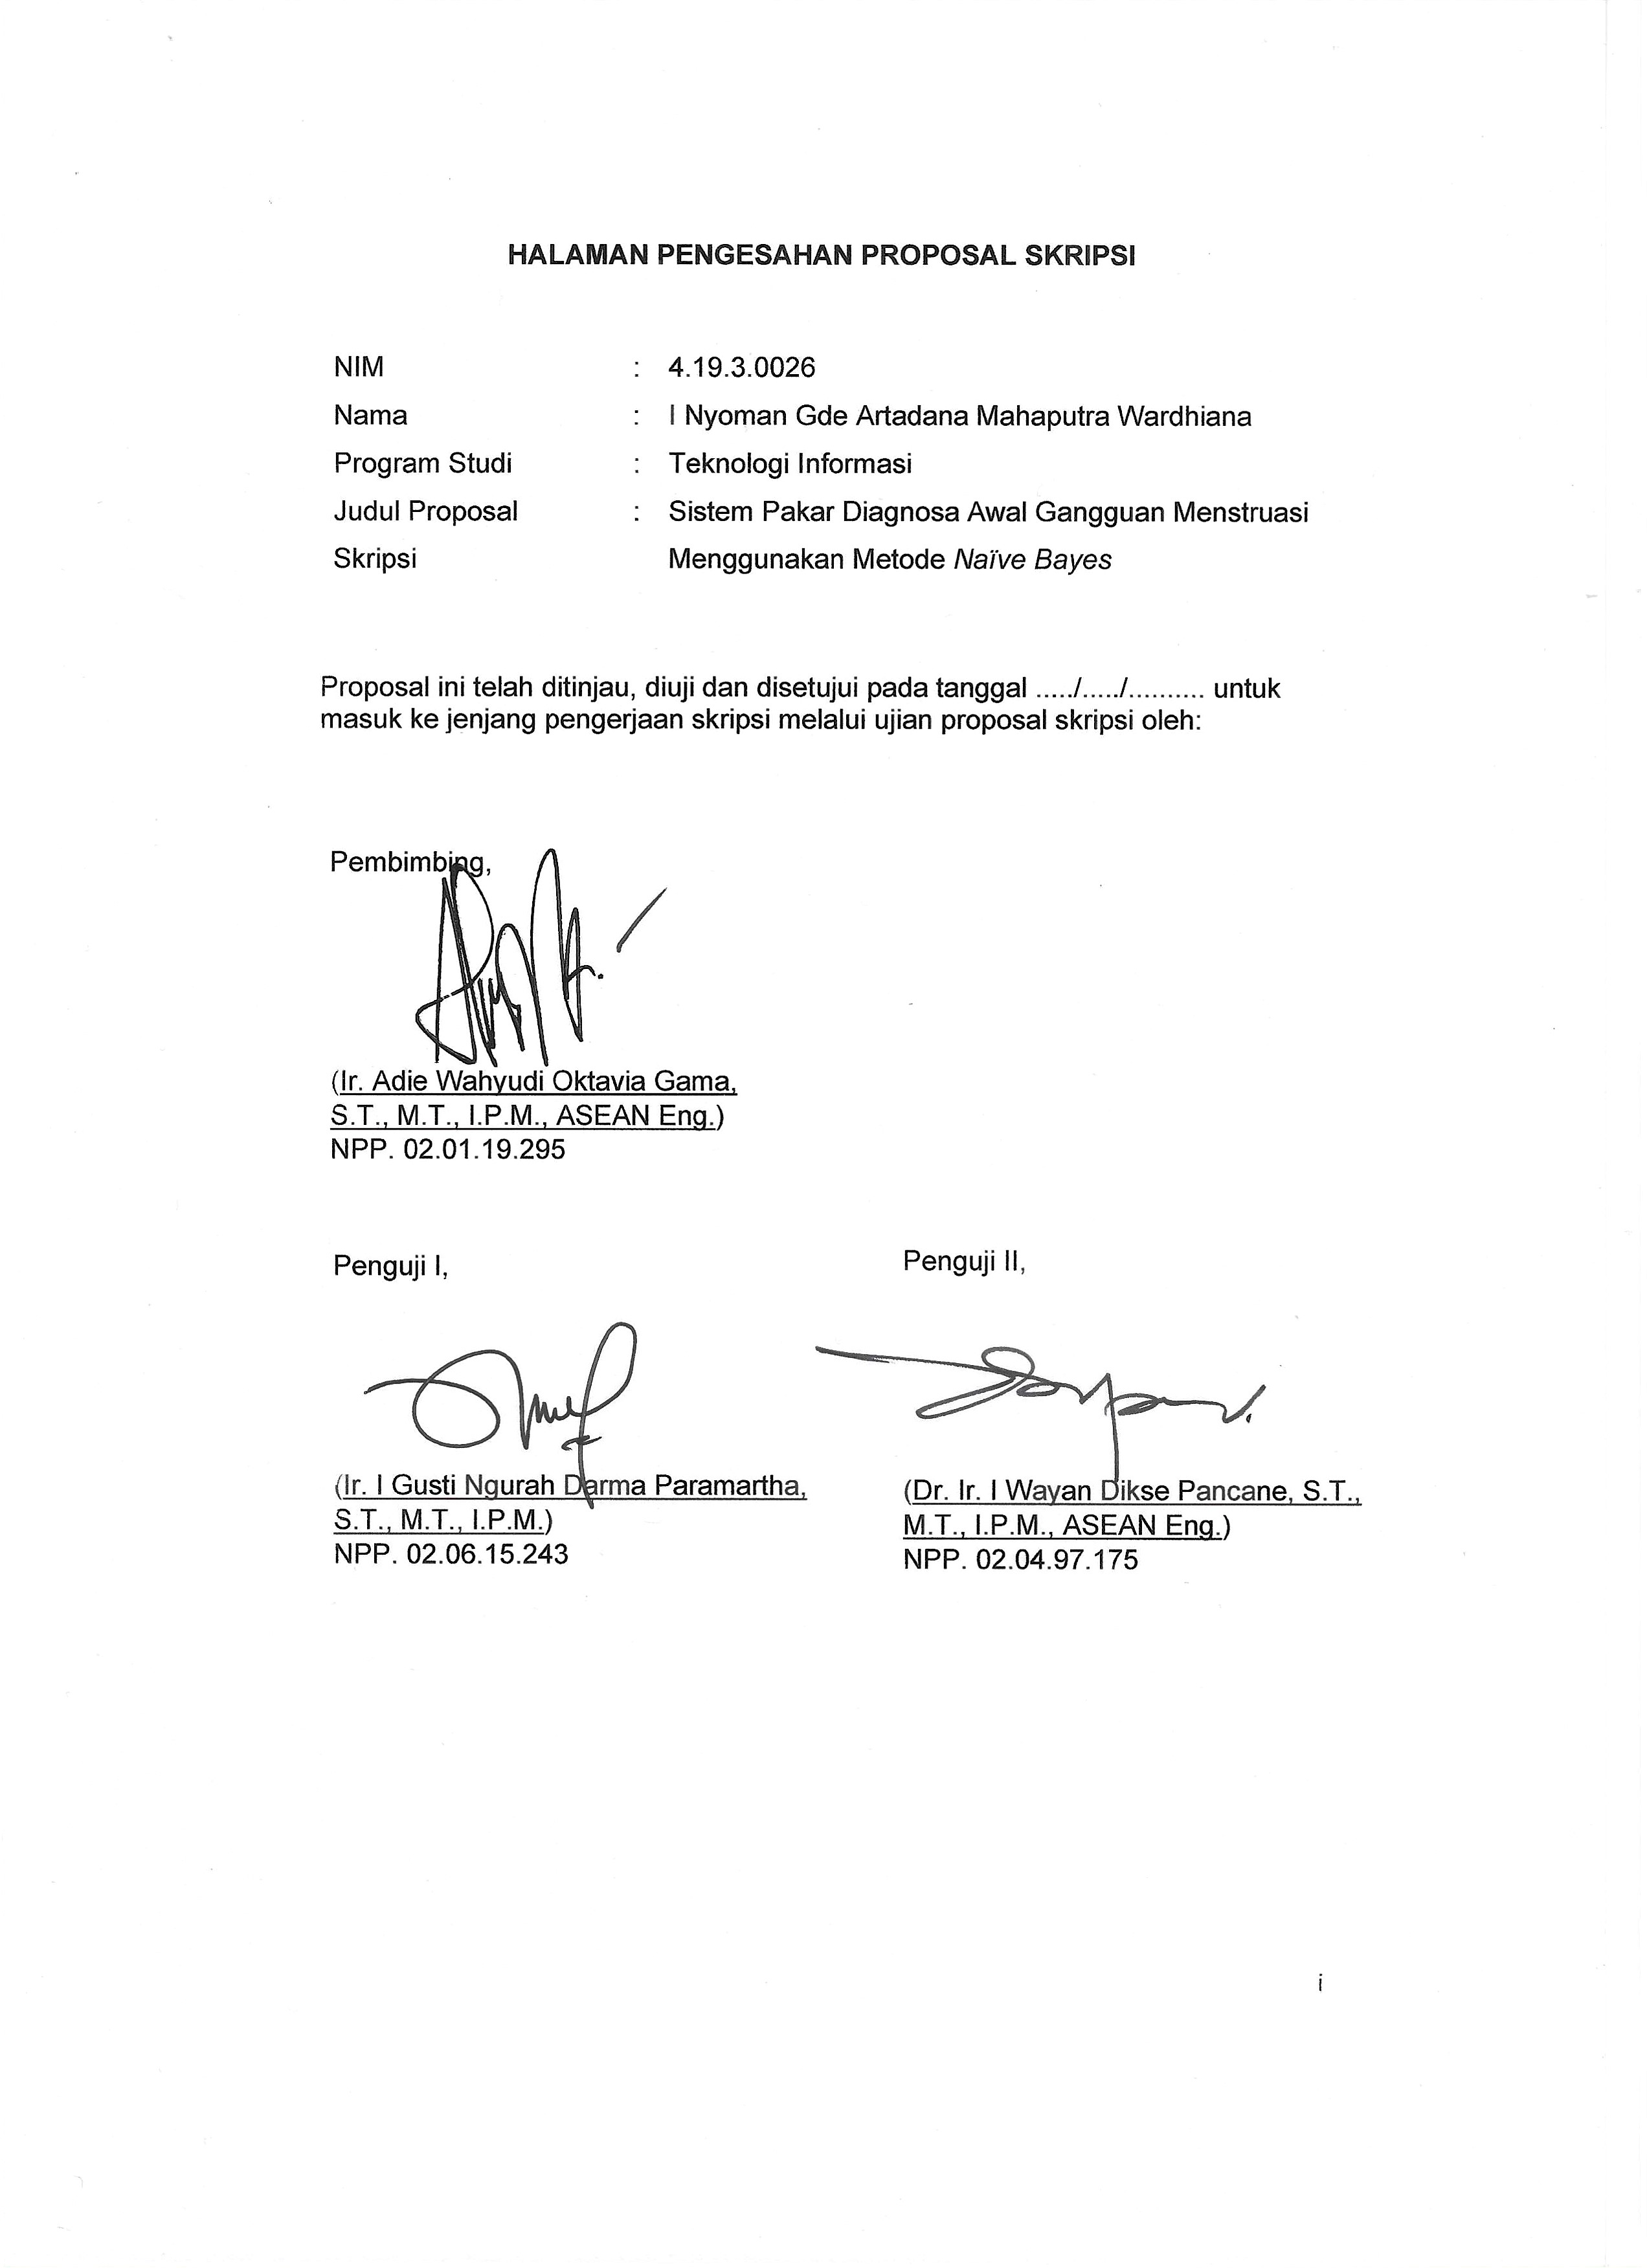 HALAMAN PENGESAHAN PROPOSAL SKRIPSI
NIM : 4.19.3.0026
Nama : I Nyoman Gde Artadana Mahaputra Wardhiana
Program Studi : Teknologi Informasi
Judul Proposal : Sistem Pakar Diagnosa Awal Gangguan Menstruasi
Skripsi Menggunakan Metode Naïve Bayes
Proposal ini telah ditinjau, diuji dan disetujui pada tanggal ...../...../.......... untuk
masuk ke jenjang pengerjaan skripsi melalui ujian proposal skripsi oleh:
Pembimbing,
(Ir. Adie Wahyudi Oktavia Gama,
S.T., M.T., I.P.M., ASEAN Eng.)
NPP. 02.01.19.295
Penguji I,
(Ir. I Gusti Ngurah Darma Paramartha,
S.T., M.T., I.P.M.)
NPP. 02.06.15.243
Penguji II,
(Dr. Ir. I Wayan Dikse Pancane, S.T.,
M.T., I.P.M., ASEAN Eng.)
NPP. 02.04.97.175
i